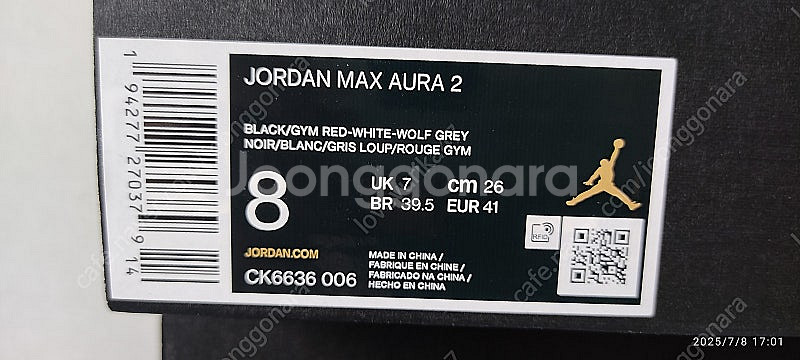 JORDAN MAX AURA 2
BLACK/GYM RED-WHITE-WOLF GREY
NOIR/BLANC/GRIS LOUP/ROUGE GYM
8
UK 7 cm 26
BR 39.5 EUR 41
JORDAN.COM
CK6636 006
MADE IN CHINA /
FABRIQUE EN CHINE /
FABRICADO NA CHINA /
HECHO EN CHINA
RFID
1 94277 27037 9 14
Joonggonara
2025/7/8 17:01